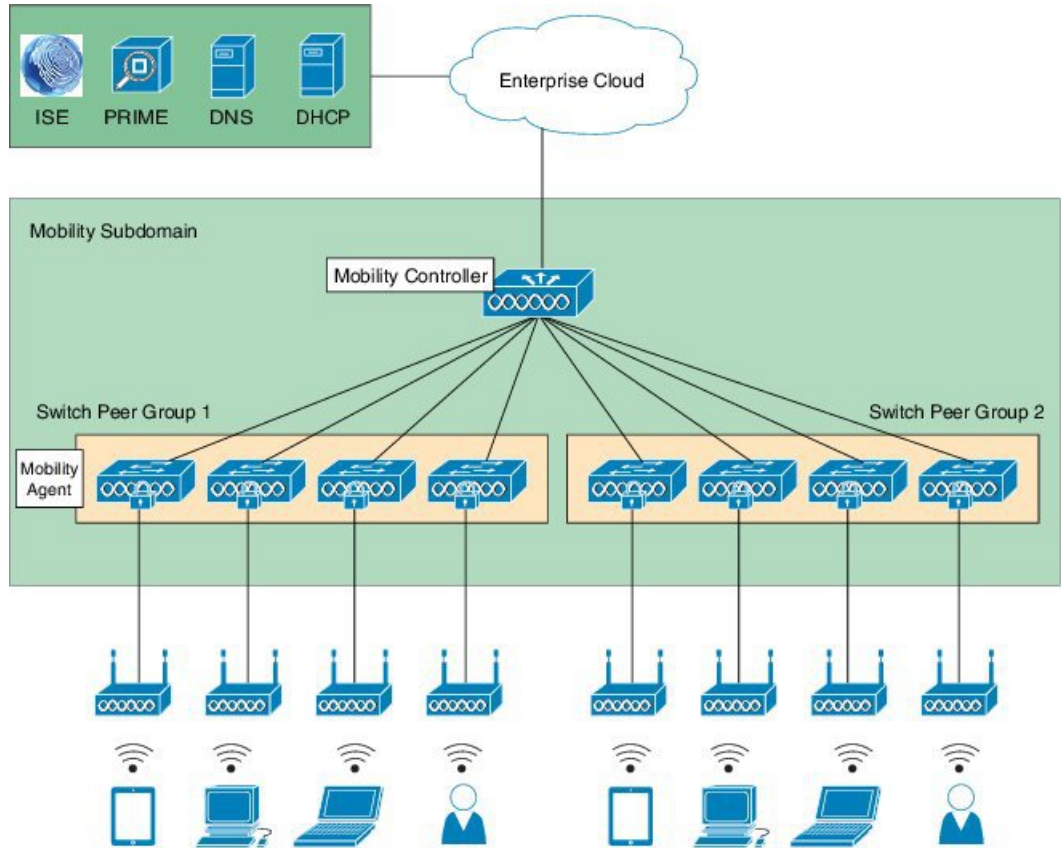 ISE
PRIME
DNS
DHCP
Enterprise Cloud
Mobility Subdomain
Mobility Controller
Switch Peer Group 1
Switch Peer Group 2
Mobility
Agent